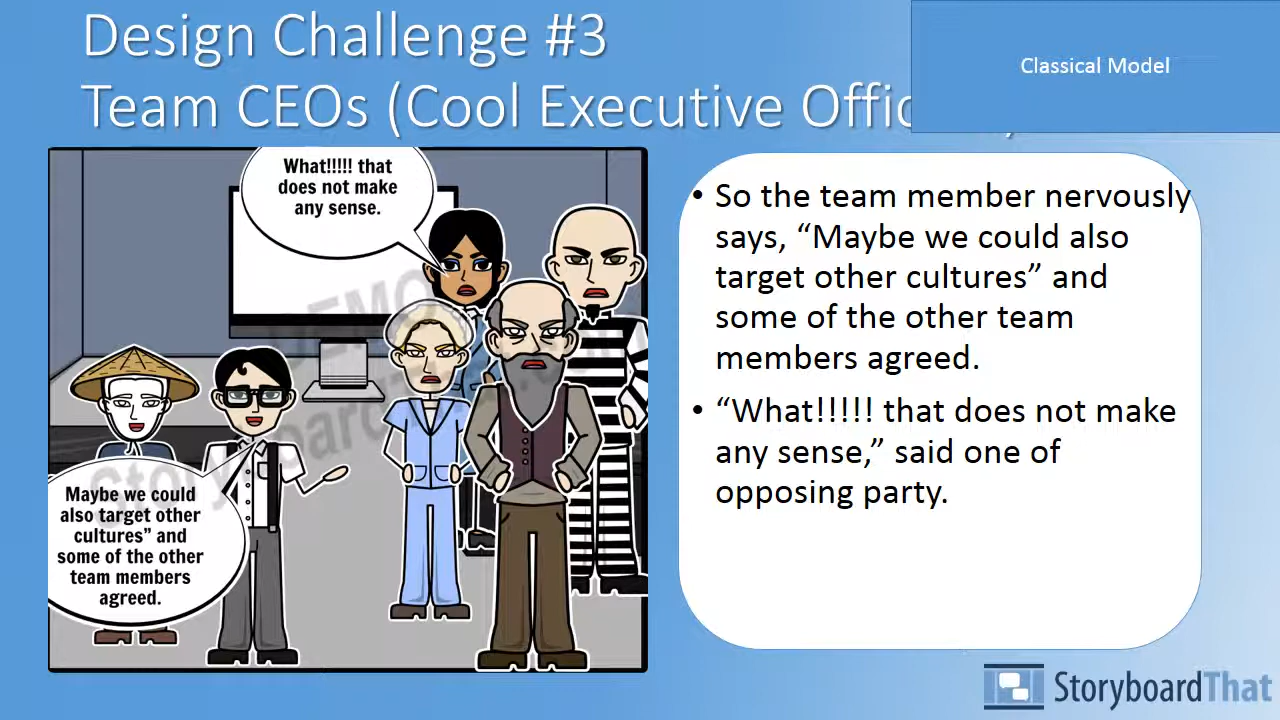 Design Challenge #3
Team CEOs (Cool Executive Offic
Classical Model
What!!!!! that
does not make
any sense.
Maybe we could
also target other
cultures” and
some of the other
team members
agreed.
DEMO
• So the team member nervously
says, “Maybe we could also
target other cultures” and
some of the other team
members agreed.
• “What!!!!! that does not make
any sense,” said one of
opposing party.
StoryboardThat